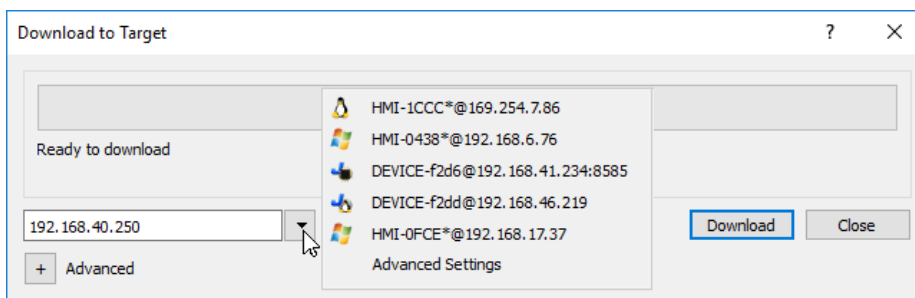 Download to Target
?
HMI-1CCC*@169.254.7.86
HMI-0438*@192.168.6.76
Ready to download
DEVICE-f2d6@192.168.41.234:8585
DEVICE-f2dd@192.168.46.219
192.168.40.250
HMI-0FCE*@192.168.17.37
Download
Close
Advanced Settings
+ Advanced